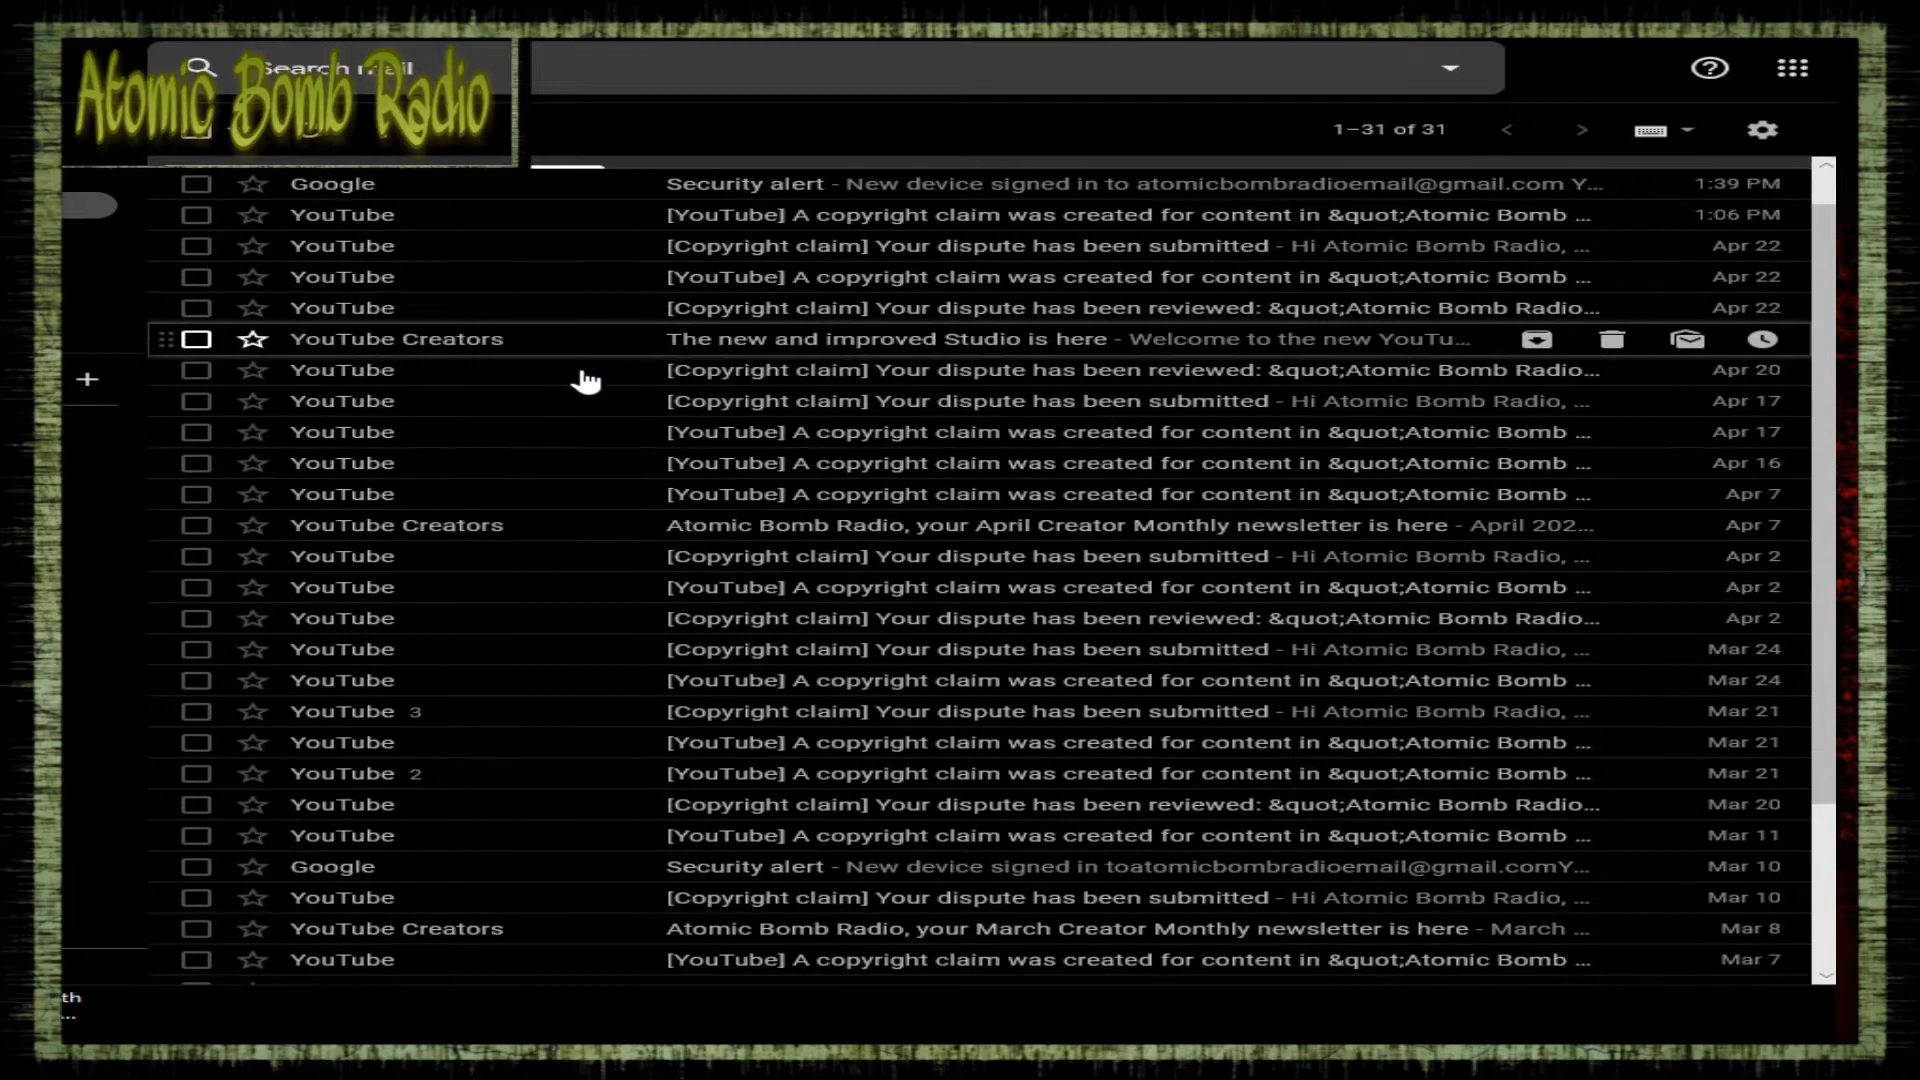 Atomic Bomb Radio
Search mail
1–31 of 31
Google Security alert - New device signed in to atomicbombradioemail@gmail.com Y... 1:39 PM
YouTube [YouTube] A copyright claim was created for content in &quot;Atomic Bomb ... 1:06 PM
YouTube [Copyright claim] Your dispute has been submitted - Hi Atomic Bomb Radio, ... Apr 22
YouTube [YouTube] A copyright claim was created for content in &quot;Atomic Bomb ... Apr 22
YouTube [Copyright claim] Your dispute has been reviewed: &quot;Atomic Bomb Radio... Apr 22
YouTube Creators The new and improved Studio is here - Welcome to the new YouTu...
YouTube [Copyright claim] Your dispute has been reviewed: &quot;Atomic Bomb Radio... Apr 20
YouTube [Copyright claim] Your dispute has been submitted - Hi Atomic Bomb Radio, ... Apr 17
YouTube [YouTube] A copyright claim was created for content in &quot;Atomic Bomb ... Apr 17
YouTube [YouTube] A copyright claim was created for content in &quot;Atomic Bomb ... Apr 16
YouTube [YouTube] A copyright claim was created for content in &quot;Atomic Bomb ... Apr 7
YouTube Creators Atomic Bomb Radio, your April Creator Monthly newsletter is here - April 202... Apr 7
YouTube [Copyright claim] Your dispute has been submitted - Hi Atomic Bomb Radio, ... Apr 2
YouTube [YouTube] A copyright claim was created for content in &quot;Atomic Bomb ... Apr 2
YouTube [Copyright claim] Your dispute has been reviewed: &quot;Atomic Bomb Radio... Apr 2
YouTube [Copyright claim] Your dispute has been submitted - Hi Atomic Bomb Radio, ... Mar 24
YouTube [YouTube] A copyright claim was created for content in &quot;Atomic Bomb ... Mar 24
YouTube 3 [Copyright claim] Your dispute has been submitted - Hi Atomic Bomb Radio, ... Mar 21
YouTube [YouTube] A copyright claim was created for content in &quot;Atomic Bomb ... Mar 21
YouTube 2 [YouTube] A copyright claim was created for content in &quot;Atomic Bomb ... Mar 21
YouTube [Copyright claim] Your dispute has been reviewed: &quot;Atomic Bomb Radio... Mar 20
YouTube [YouTube] A copyright claim was created for content in &quot;Atomic Bomb ... Mar 11
Google Security alert - New device signed in toatomicbombradioemail@gmail.comY... Mar 10
YouTube [Copyright claim] Your dispute has been submitted - Hi Atomic Bomb Radio, ... Mar 10
YouTube Creators Atomic Bomb Radio, your March Creator Monthly newsletter is here - March ... Mar 8
YouTube [YouTube] A copyright claim was created for content in &quot;Atomic Bomb ... Mar 7
th
...